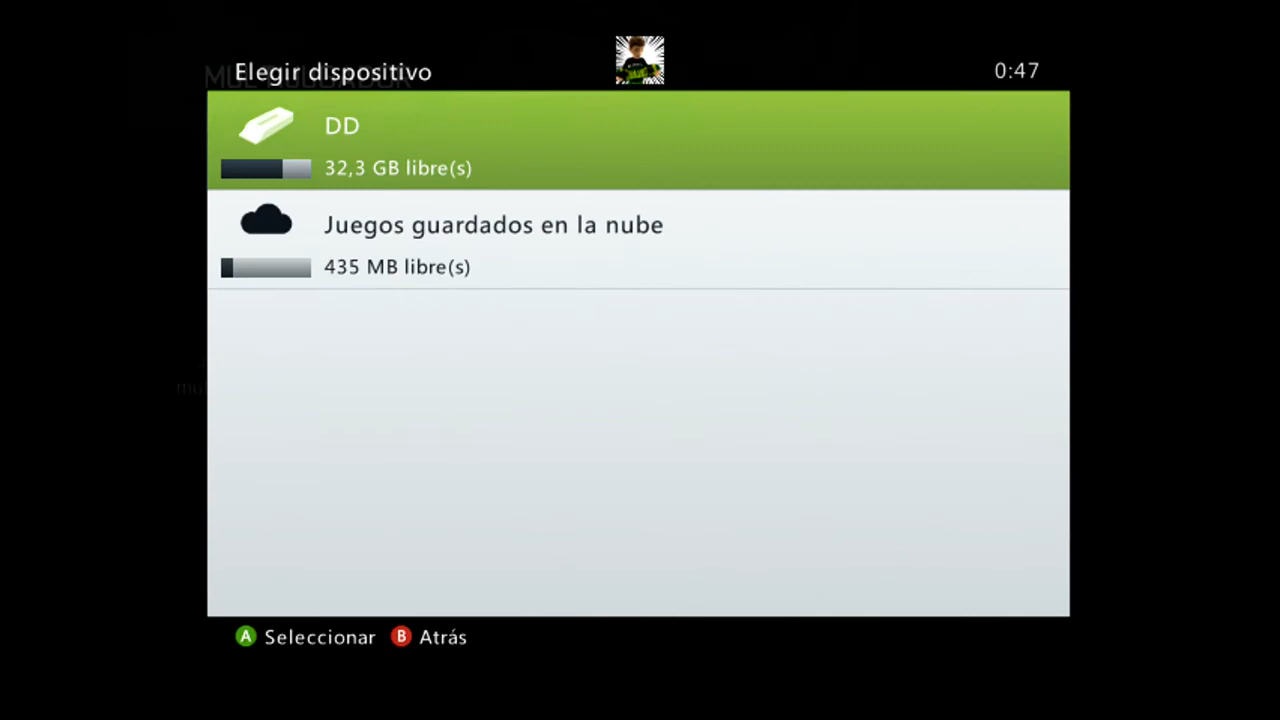 Elegir dispositivo
0:47
DD
32,3 GB libre(s)
Juegos guardados en la nube
435 MB libre(s)
A Seleccionar B Atrás